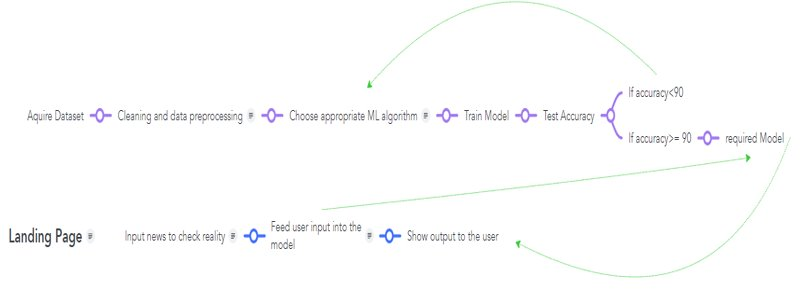 If accuracy<90
Aquire Dataset
Cleaning and data preprocessing
Choose appropriate ML algorithm
Train Model
Test Accuracy
If accuracy>= 90
required Model
Landing Page
Input news to check reality
Feed user input into the
model
Show output to the user